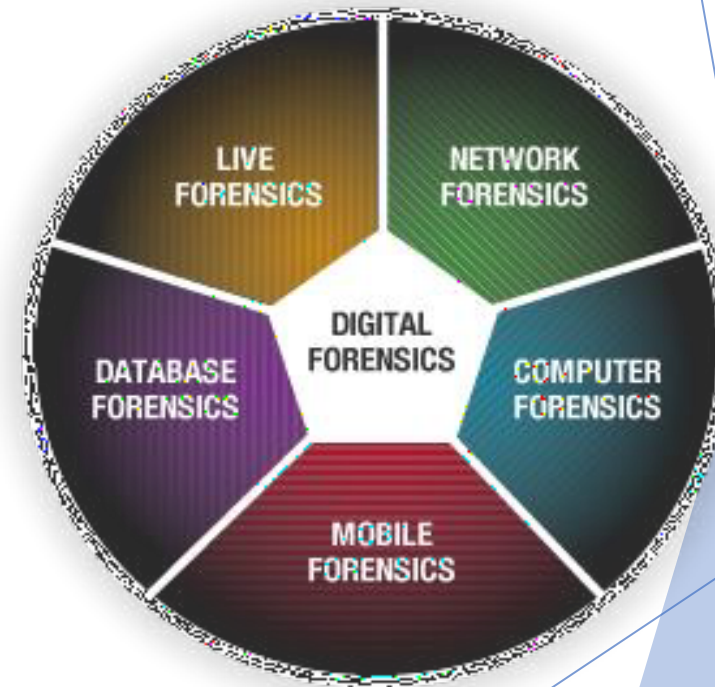 LIVE
FORENSICS
NETWORK
FORENSICS
DIGITAL
FORENSICS
DATABASE
FORENSICS
COMPUTER
FORENSICS
MOBILE
FORENSICS